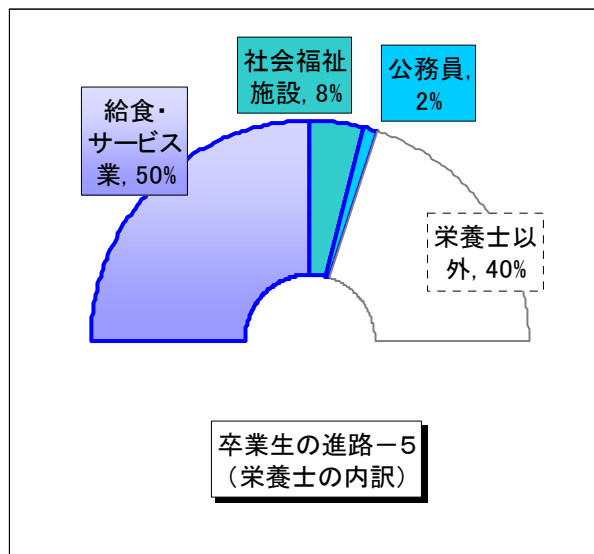 給食・
サービス
業, 50%
社会福祉
施設, 8%
公務員,
2%
栄養士以
外, 40%
卒業生の進路－5
（栄養士の内訳）